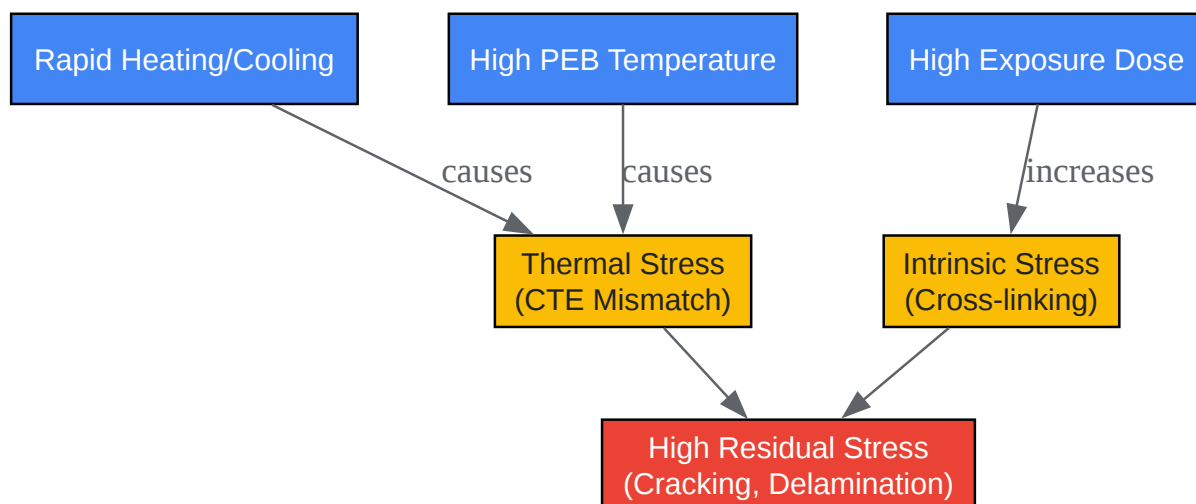 Rapid Heating/Cooling
High PEB Temperature
High Exposure Dose
causes
causes
increases
Thermal Stress
(CTE Mismatch)
Intrinsic Stress
(Cross-linking)
High Residual Stress
(Cracking, Delamination)